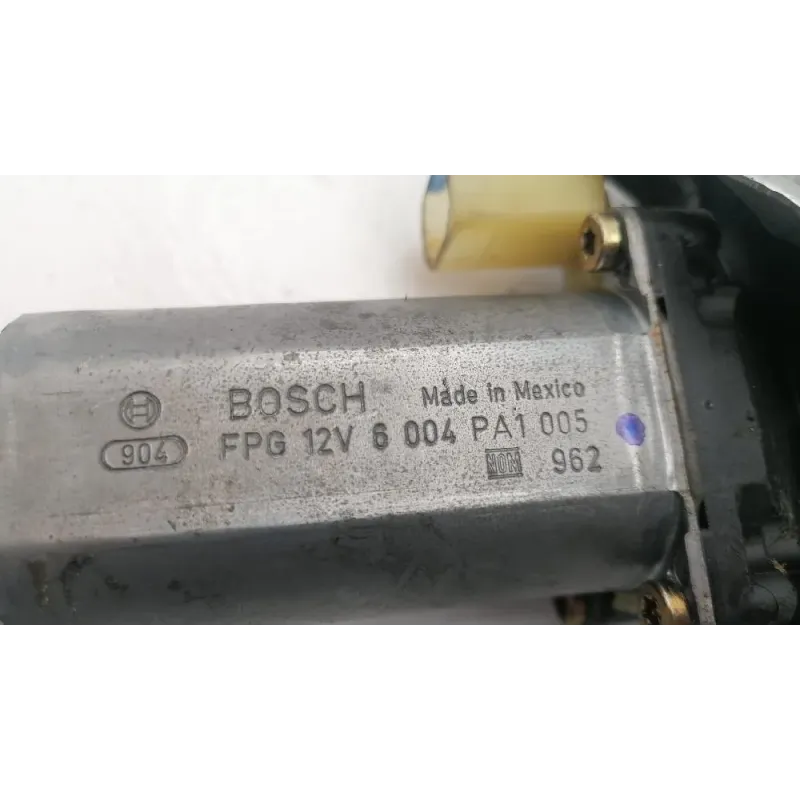 BOSCH Made in Mexico
904 FPG 12V 6 004 PA1 005
NOM 962